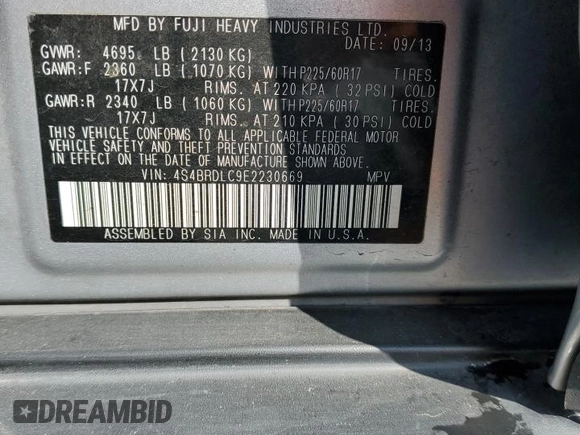 MFD BY FUJI HEAVY INDUSTRIES LTD.
DATE: 09/13
GVWR: 4695 LB ( 2130 KG)
GAWR:F 2360 LB ( 1070 KG) WITH P225/60R17 TIRES.
17X7J RIMS. AT 220 KPA ( 32 PSI) COLD
GAWR:R 2340 LB ( 1060 KG) WITH P225/60R17 TIRES.
17X7J RIMS. AT 210 KPA ( 30 PSI) COLD
THIS VEHICLE CONFORMS TO ALL APPLICABLE FEDERAL MOTOR
VEHICLE SAFETY AND THEFT PREVENTION STANDARDS
IN EFFECT ON THE DATE OF MANUFACTURE SHOWN ABOVE.
VIN: 4S4BRDLC9E2230669 MPV
ASSEMBLED BY SIA INC. MADE IN U.S.A.
DREAMBID